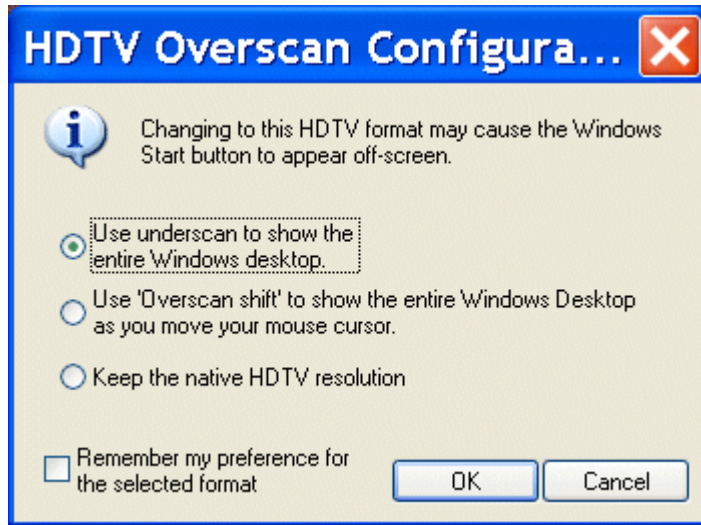 HDTV Overscan Configura...
Changing to this HDTV format may cause the Windows
Start button to appear off-screen.
Use underscan to show the
entire Windows desktop.
Use 'Overscan shift' to show the entire Windows Desktop
as you move your mouse cursor.
Keep the native HDTV resolution
Remember my preference for
the selected format
OK
Cancel